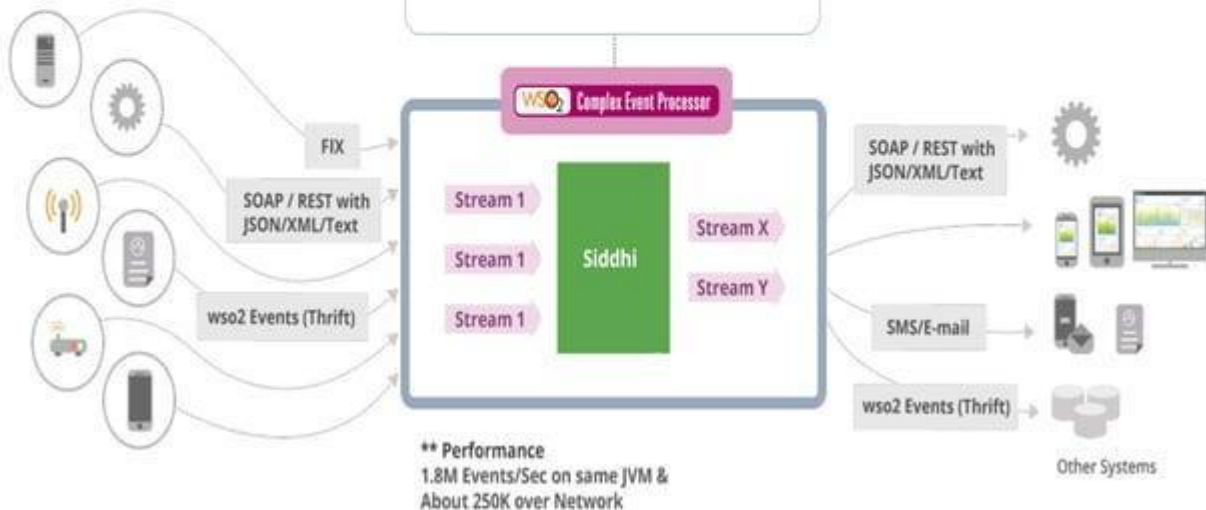 WSO2 Complex Event Processor
FIX
SOAP / REST with
JSON/XML/Text
wso2 Events (Thrift)
Stream 1
Stream 1
Stream 1
Siddhi
Stream X
Stream Y
SOAP / REST with
JSON/XML/Text
SMS/E-mail
wso2 Events (Thrift)
Other Systems
** Performance
1.8M Events/Sec on same JVM &
About 250K over Network